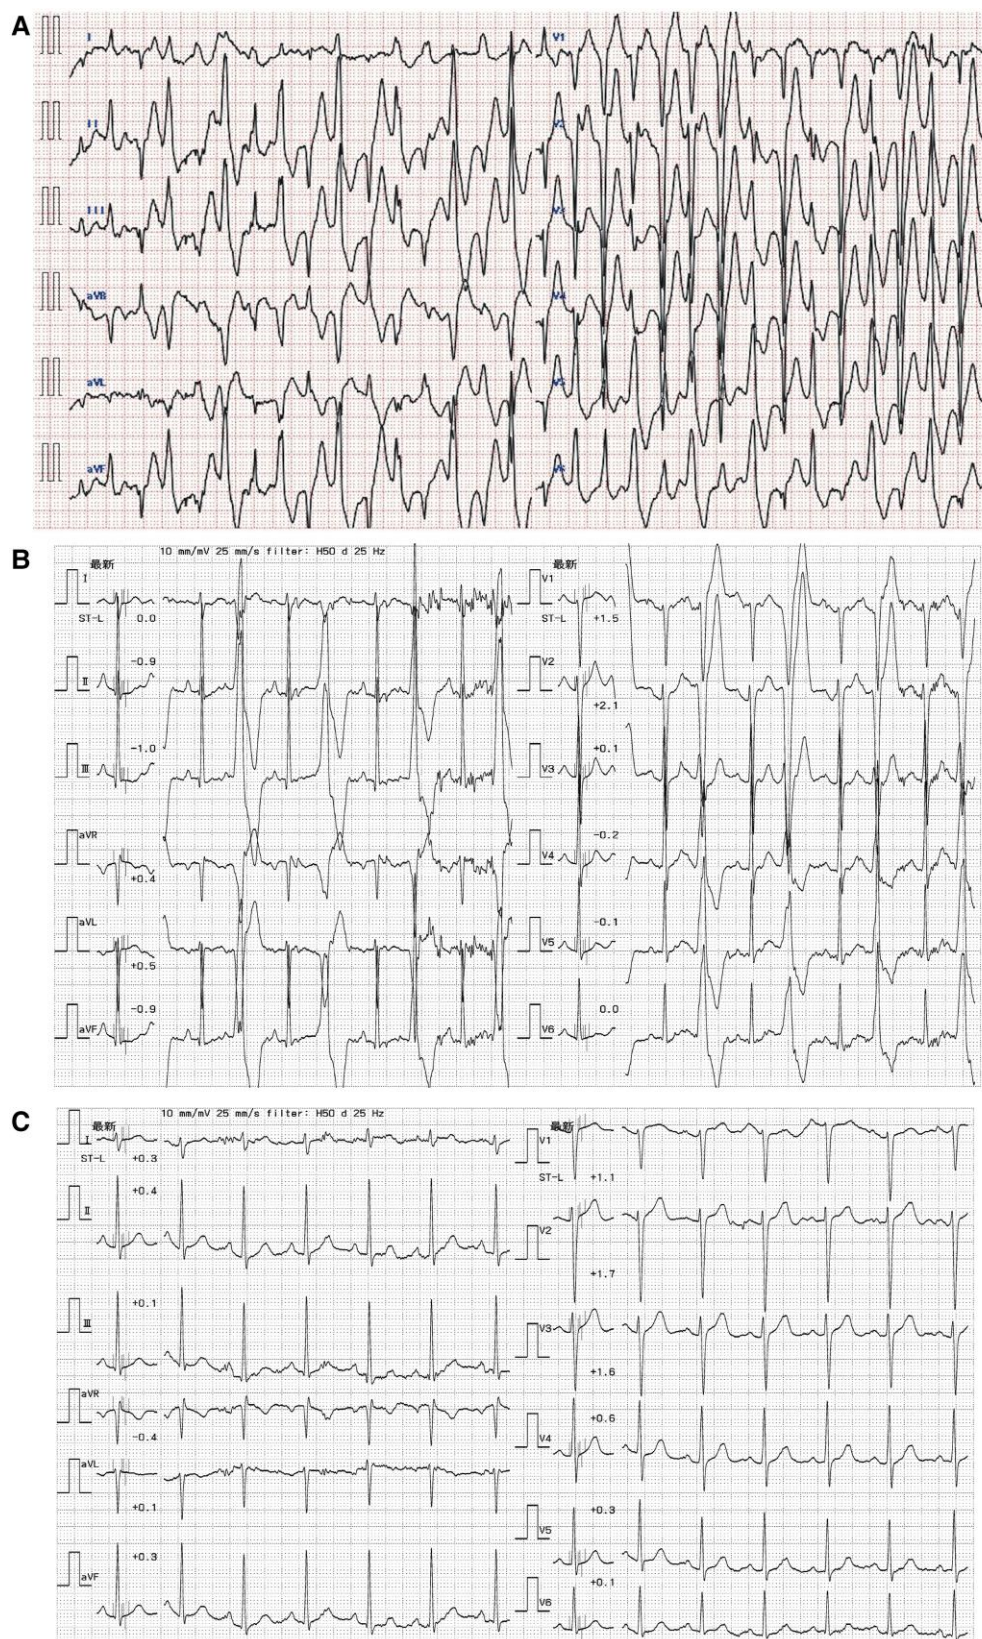 A
I
II
III
aVR
aVL
aVF
V1
V2
V3
V4
V5
V6
B
10 mm/mV 25 mm/s filter: H50 d 25 Hz
最新
I
ST-L 0.0
-0.9
II
-1.0
III
aVR
+0.4
aVL
+0.5
-0.9
aVF
最新
V1
ST-L +1.5
V2
+2.1
+0.1
V3
-0.2
V4
-0.1
V5
0.0
V6
C
10 mm/mV 25 mm/s filter: H50 d 25 Hz
最新
I
ST-L +0.3
+0.4
II
+0.1
III
aVR
-0.4
aVL
+0.1
+0.3
aVF
最新
V1
ST-L +1.1
V2
+1.7
V3
+1.6
+0.6
V4
+0.3
V5
+0.1
V6